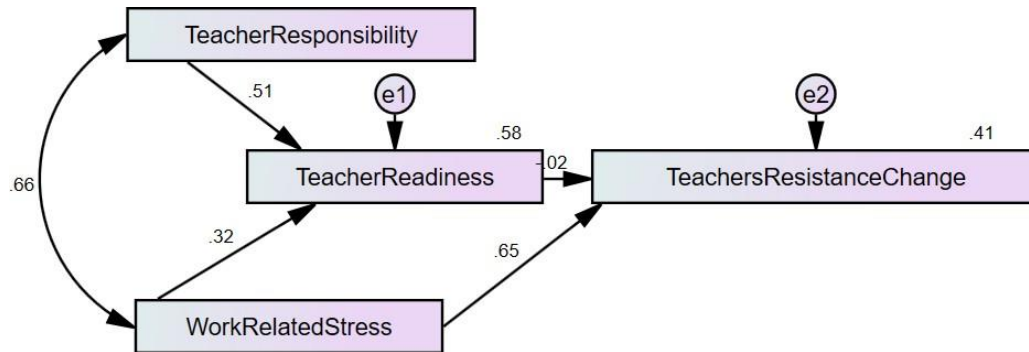 TeacherResponsibility
.51
e1
e2
.58
.41
.66
TeacherReadiness
-.02
TeachersResistanceChange
.32
.65
WorkRelatedStress